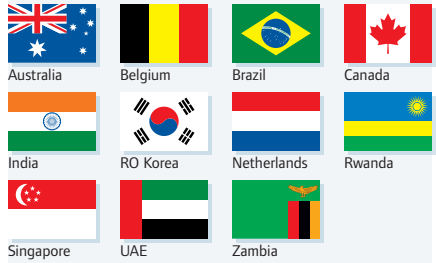 Australia
Belgium
Brazil
Canada
India
RO Korea
Netherlands
Rwanda
Singapore
UAE
Zambia